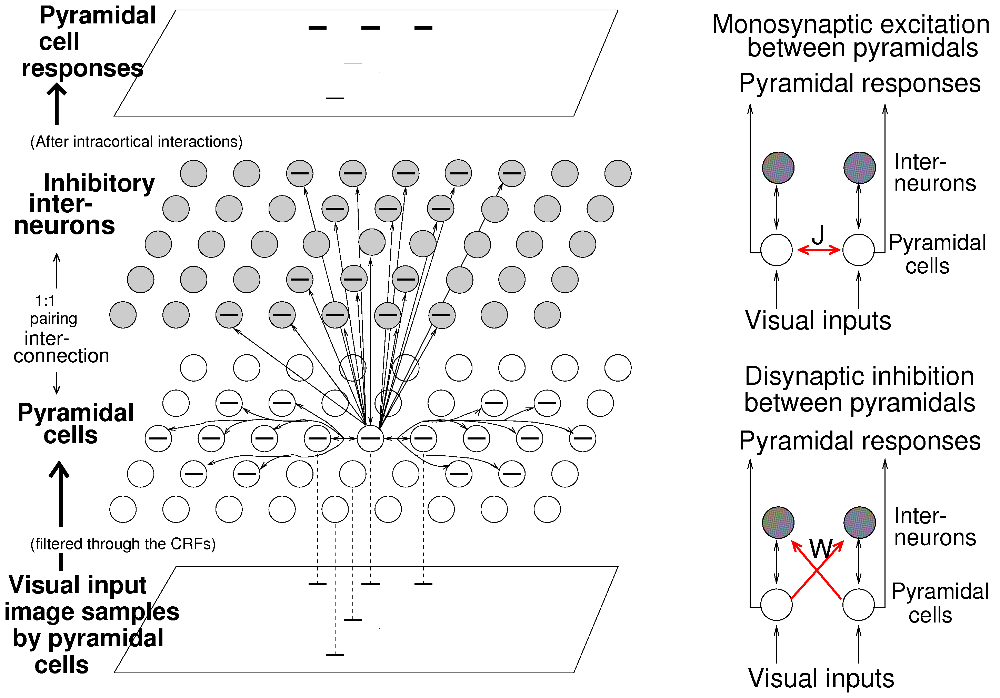 Pyramidal
cell
responses
(After intracortical interactions)
Inhibitory
inter-
neurons
1:1
pairing
inter-
connection
Pyramidal
cells
(filtered through the CRFs)
Visual input
image samples
by pyramidal
cells
Monosynaptic excitation
between pyramidals
Pyramidal responses
Inter-
neurons
J
Pyramidal
cells
Visual inputs
Disynaptic inhibition
between pyramidals
Pyramidal responses
Inter-
neurons
W
Pyramidal
cells
Visual inputs